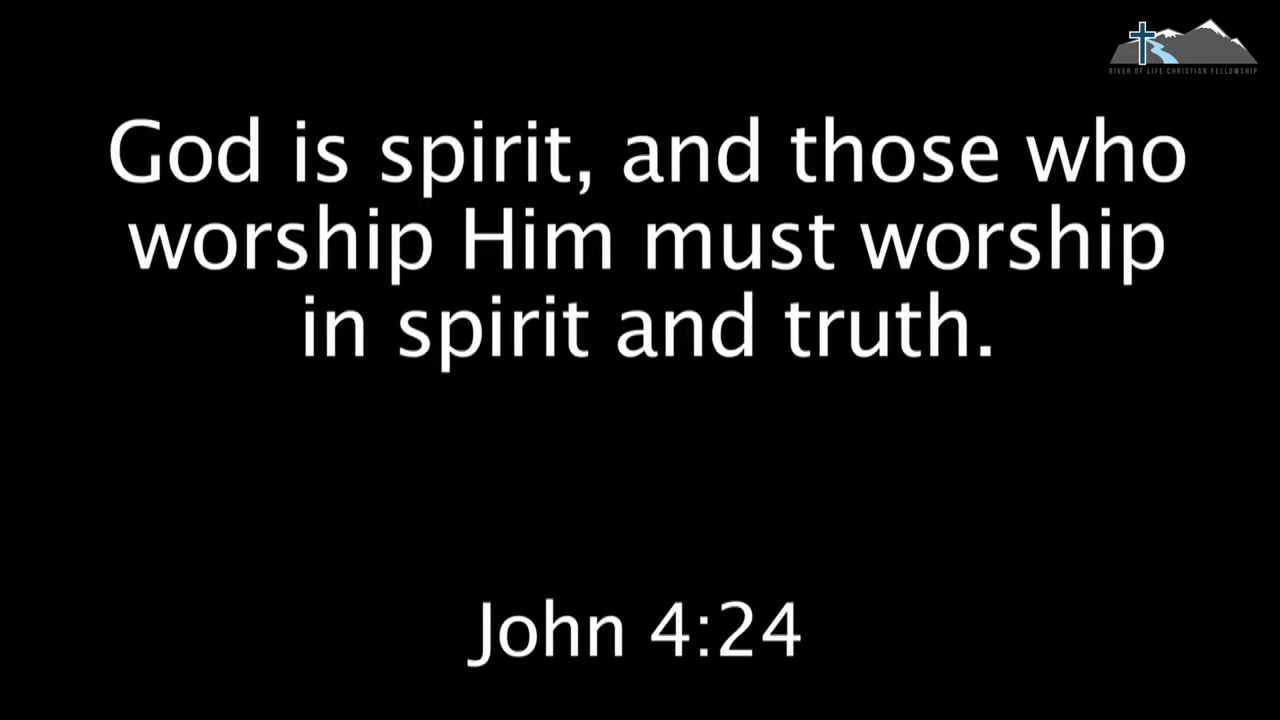 RIVER OF LIFE CHRISTIAN FELLOWSHIP
God is spirit, and those who
worship Him must worship
in spirit and truth.
John 4:24